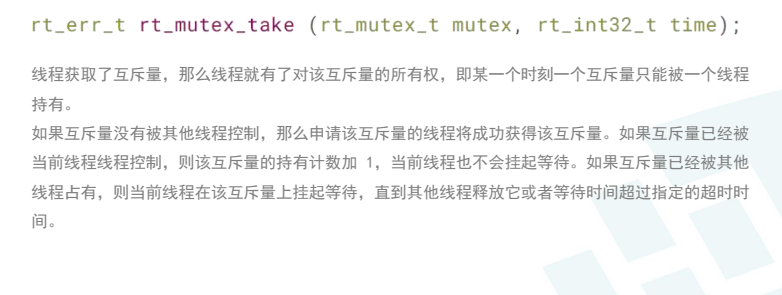 rt_err_t rt_mutex_take (rt_mutex_t mutex, rt_int32_t time);
线程获取了互斥量，那么线程就有了对该互斥量的所有权，即某一个时刻一个互斥量只能被一个线程
持有。
如果互斥量没有被其他线程控制，那么申请该互斥量的线程将成功获得该互斥量。如果互斥量已经被
当前线程线程控制，则该互斥量的持有计数加 1，当前线程也不会挂起等待。如果互斥量已经被其他
线程占有，则当前线程在该互斥量上挂起等待，直到其他线程释放它或者等待时间超过指定的超时时
间。